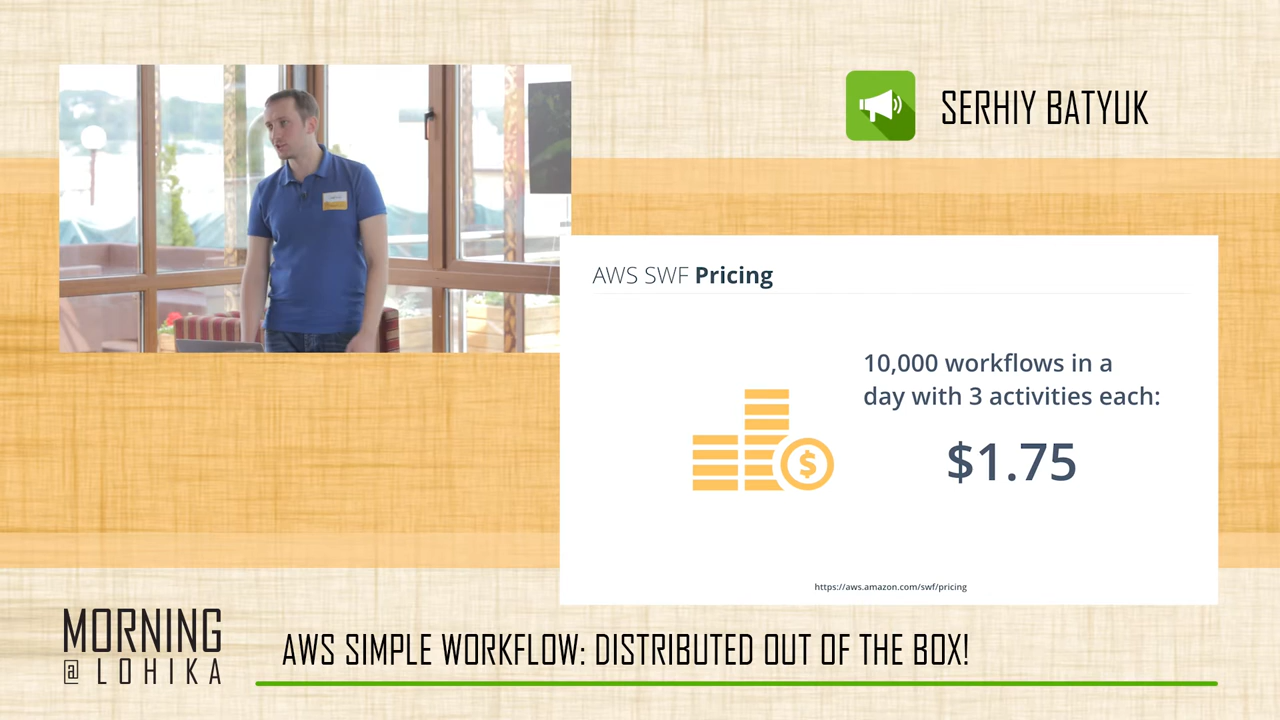 SERHIY BATYUK
AWS SWF Pricing
10,000 workflows in a
day with 3 activities each:
$1.75
https://aws.amazon.com/swf/pricing
MORNING
@ LOHIKA
AWS SIMPLE WORKFLOW: DISTRIBUTED OUT OF THE BOX!